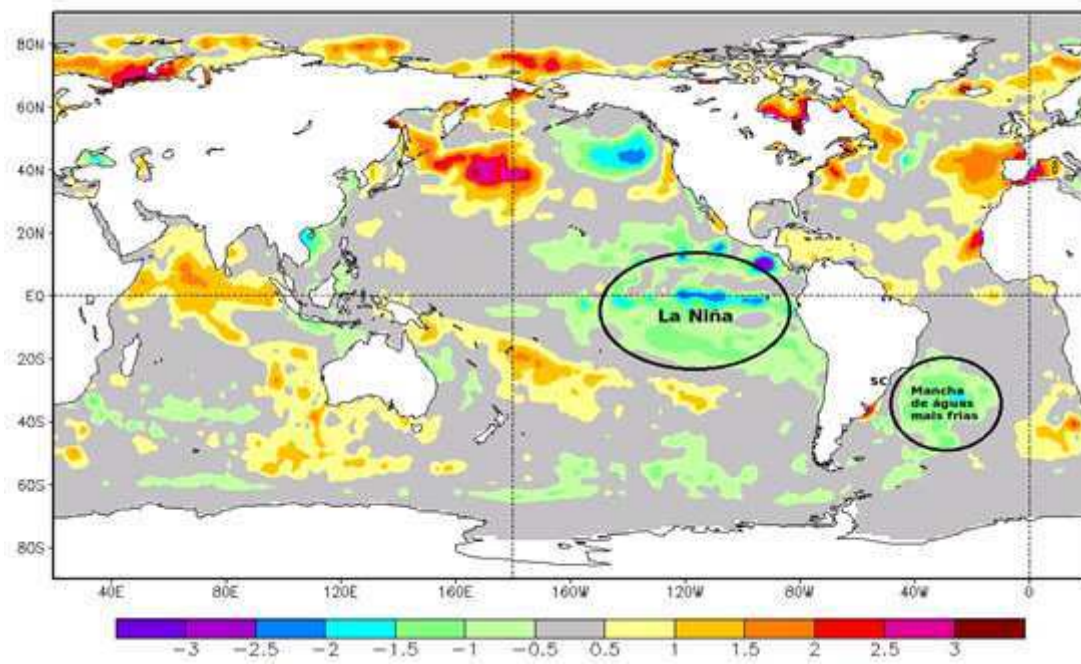 80N
60N
40N
20N
EQ
20S
40S
60S
80S
La Niña
SC
Mancha
de águas
mais frias
40E 80E 120E 160E 160W 120W 80W 40W 0
-3 -2.5 -2 -1.5 -1 -0.5 0.5 1 1.5 2 2.5 3